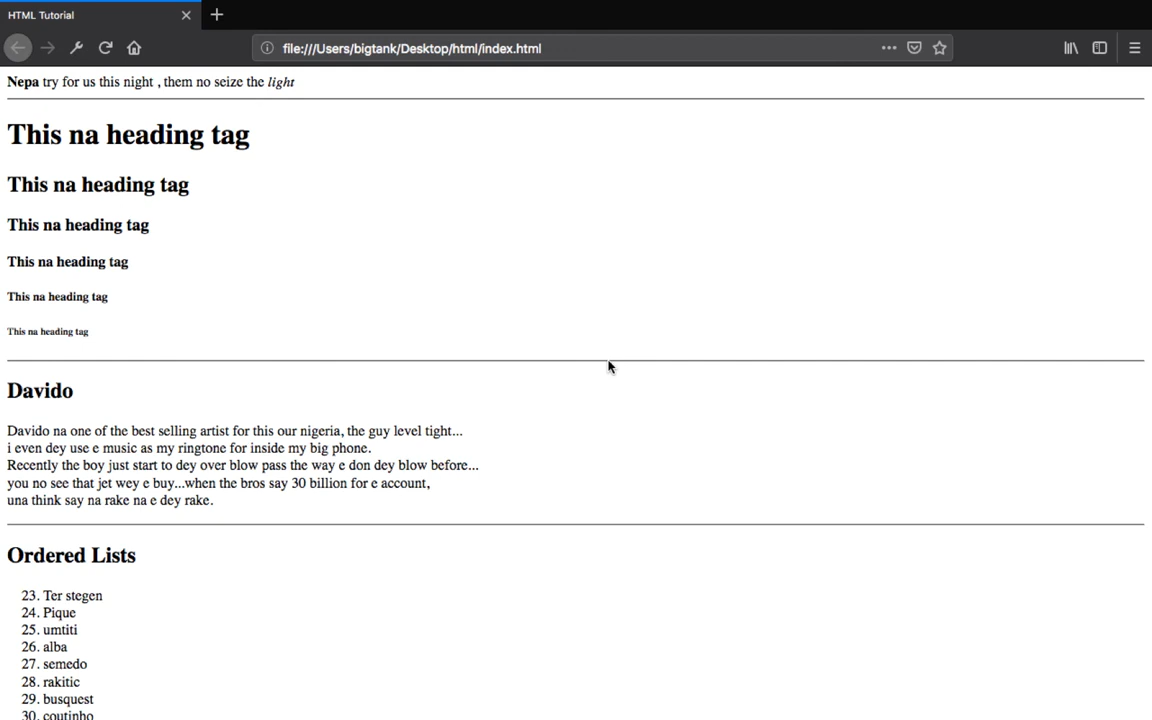 HTML Tutorial
file:///Users/bigtank/Desktop/html/index.html
Nepa try for us this night , them no seize the light
This na heading tag
This na heading tag
This na heading tag
This na heading tag
This na heading tag
This na heading tag
Davido
Davido na one of the best selling artist for this our nigeria, the guy level tight...
i even dey use e music as my ringtone for inside my big phone.
Recently the boy just start to dey over blow pass the way e don dey blow before...
you no see that jet wey e buy...when the bros say 30 billion for e account,
una think say na rake na e dey rake.
Ordered Lists
23. Ter stegen
24. Pique
25. umtiti
26. alba
27. semedo
28. rakitic
29. busquest
30. coutinho